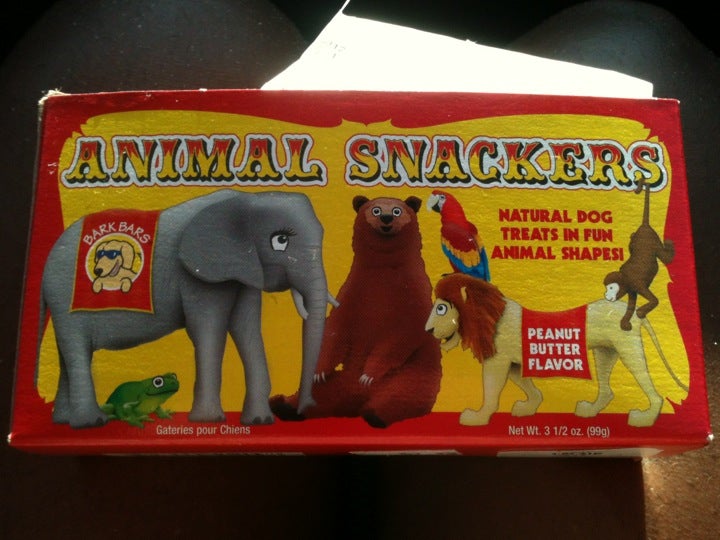 ANIMAL SNACKERS
NATURAL DOG
TREATS IN FUN
ANIMAL SHAPES!
BARK BARS
PEANUT
BUTTER
FLAVOR
Gateries pour Chiens
Net Wt. 3 1/2 oz. (99g)